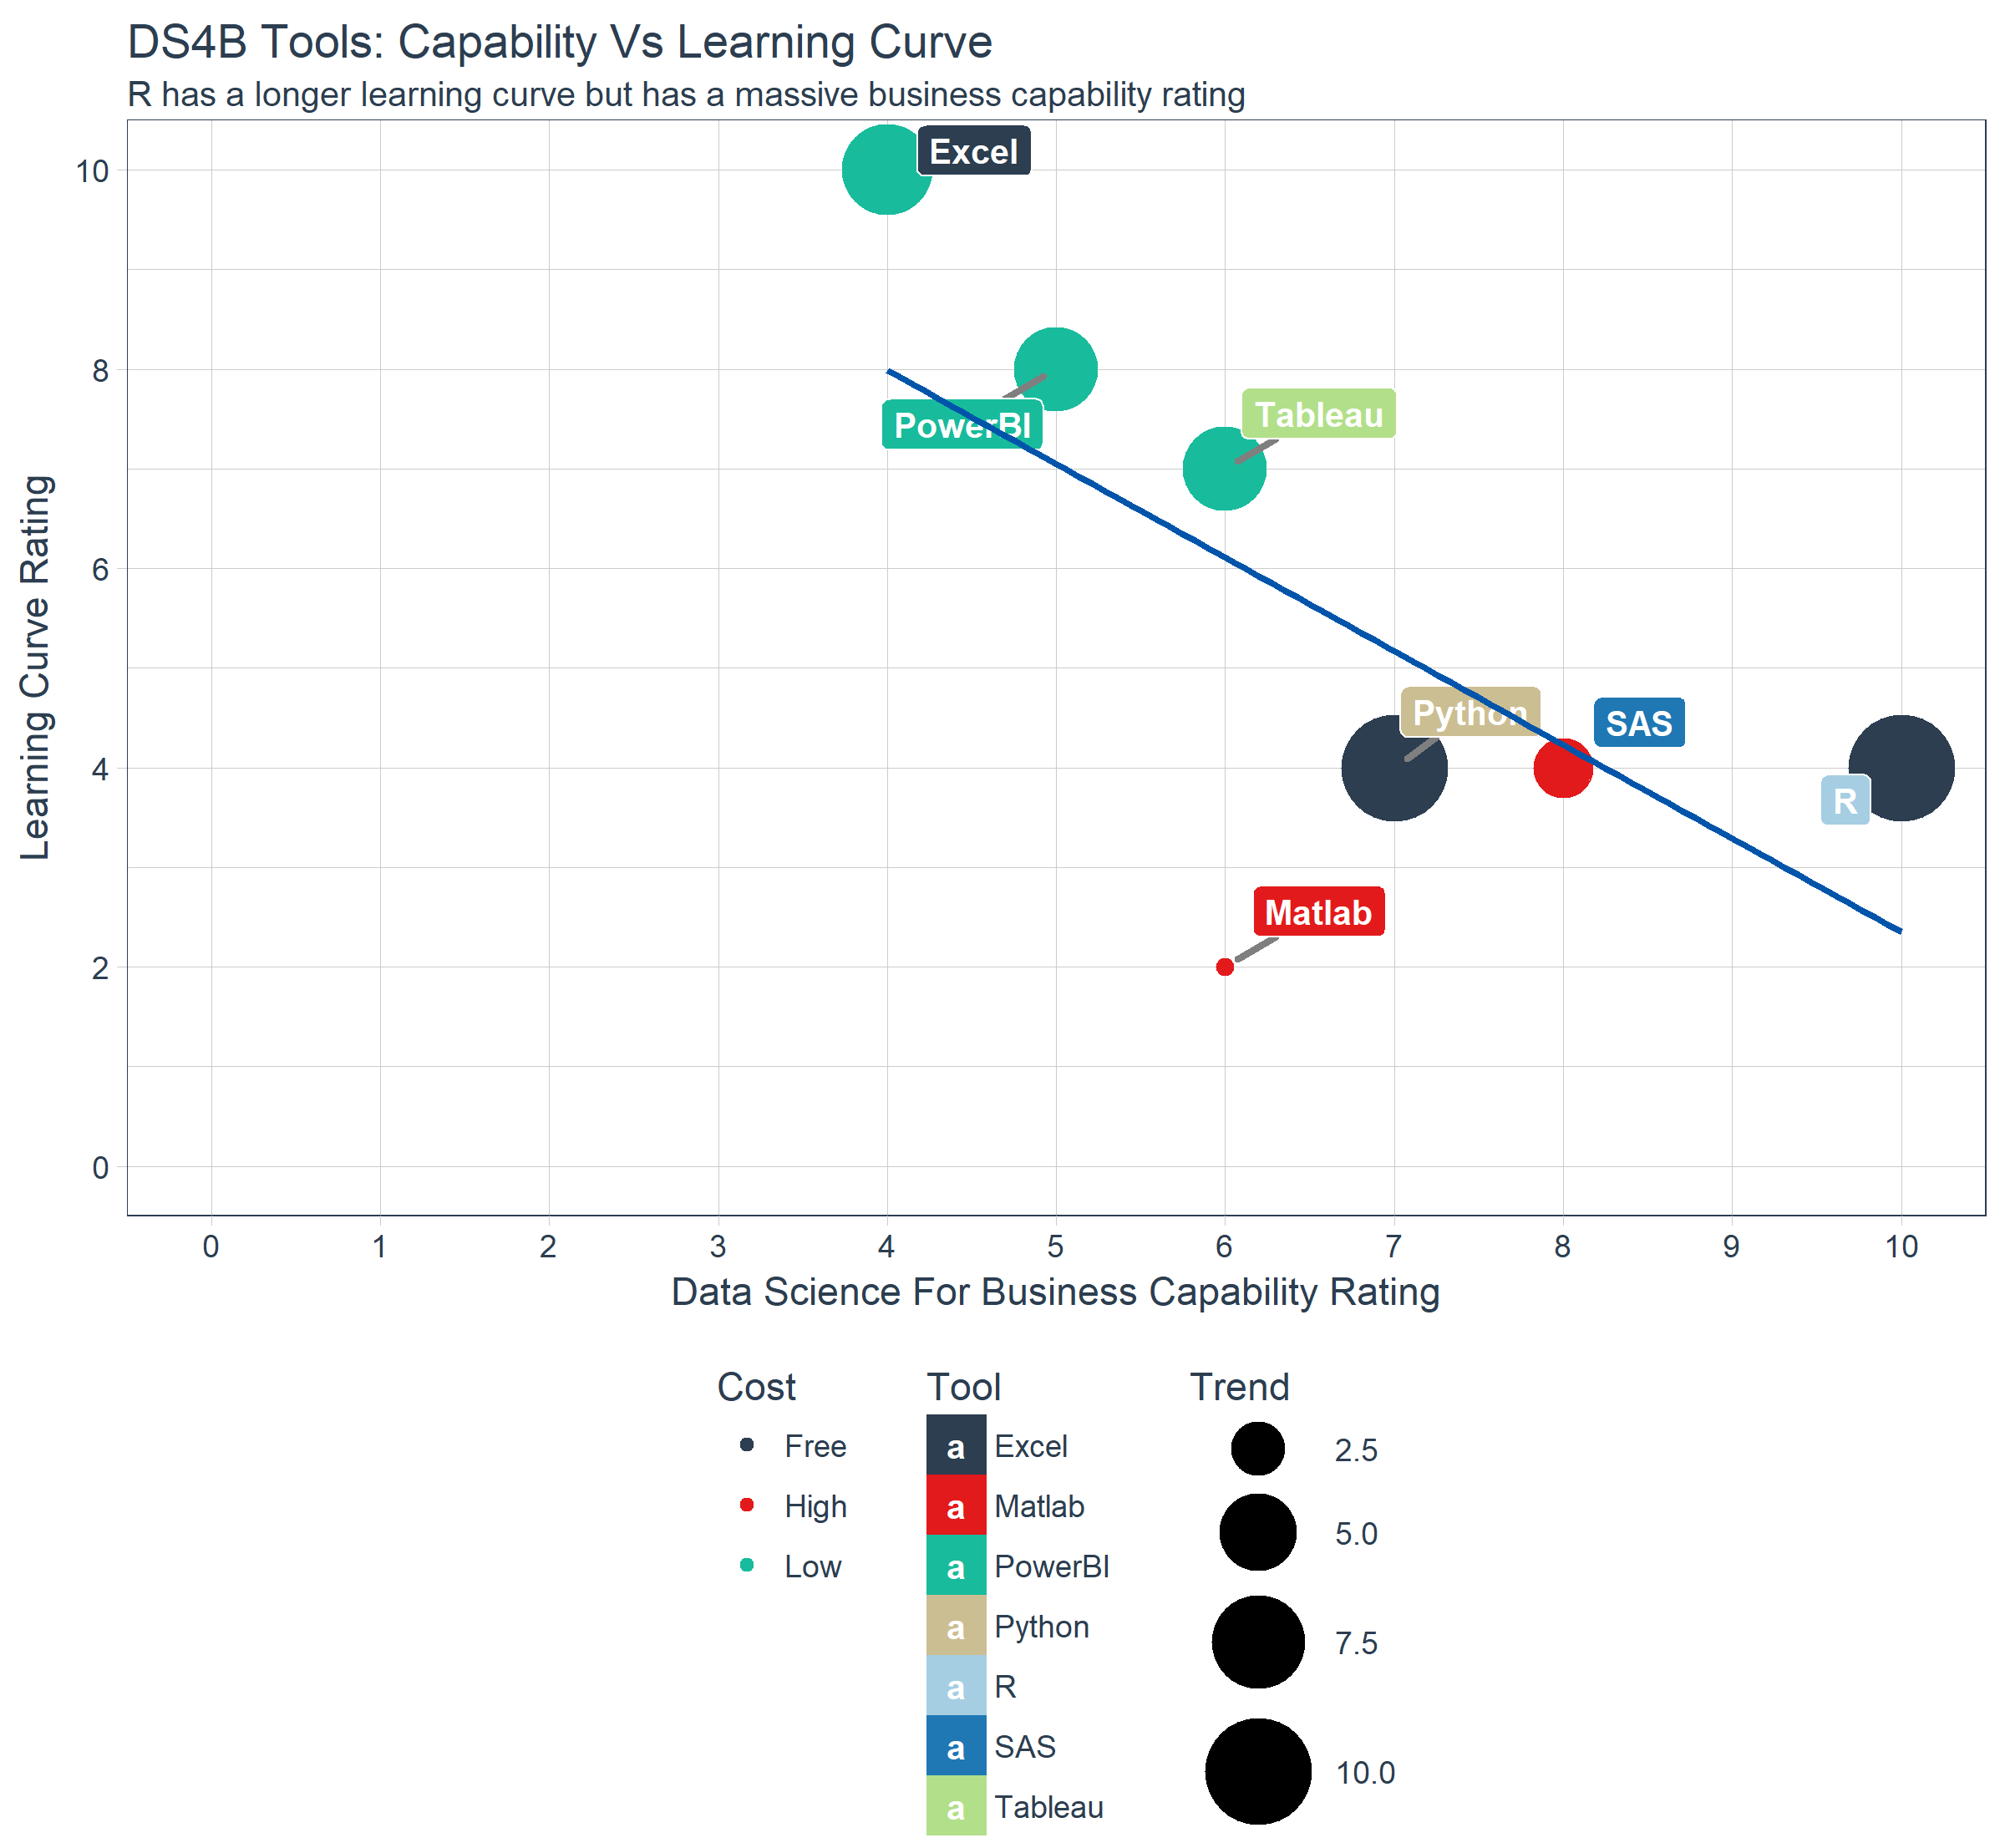 DS4B Tools: Capability Vs Learning Curve
R has a longer learning curve but has a massive business capability rating
Learning Curve Rating
10
8
6
4
2
0
Excel
PowerBI
Tableau
Python
SAS
R
Matlab
0 1 2 3 4 5 6 7 8 9 10
Data Science For Business Capability Rating
Cost
Free
High
Low
Tool
a Excel
a Matlab
a PowerBI
a Python
a R
a SAS
a Tableau
Trend
2.5
5.0
7.5
10.0